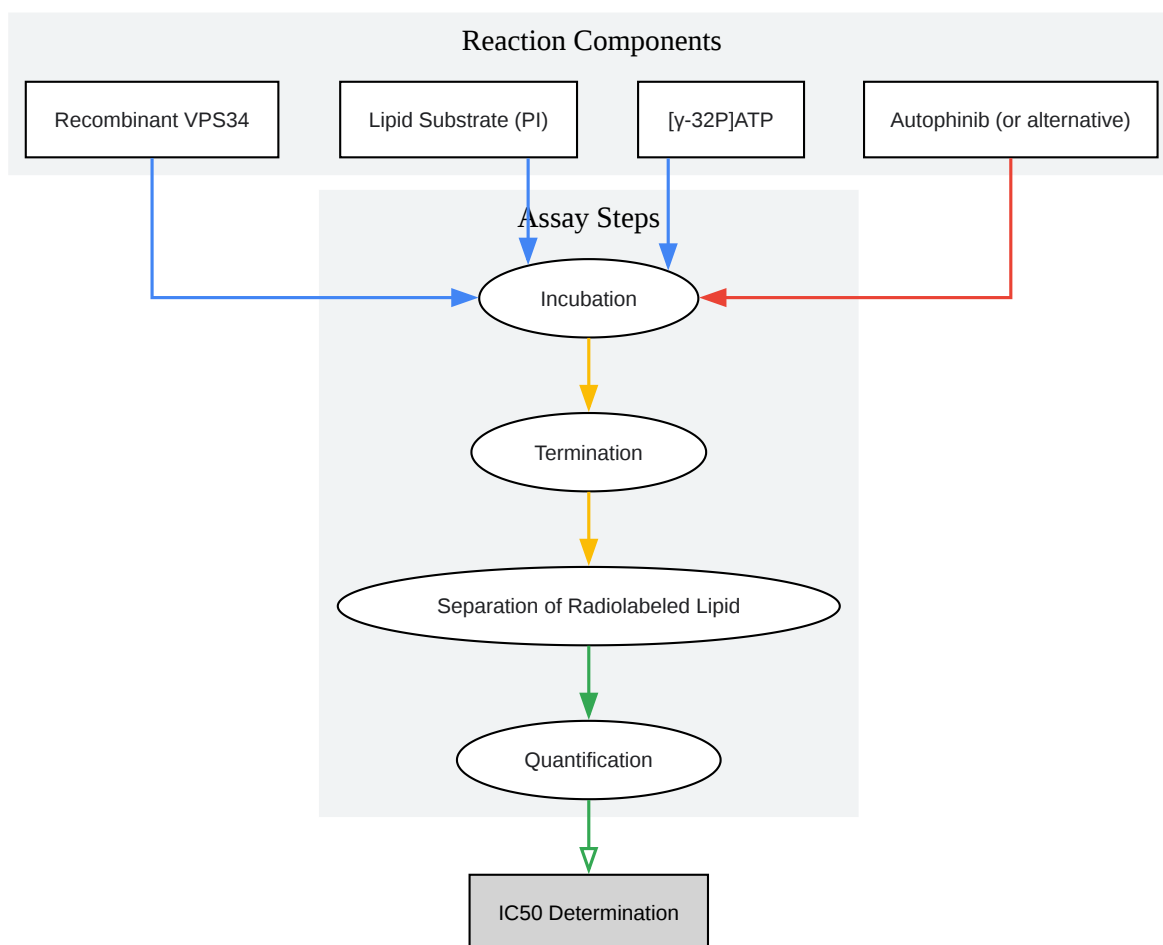 Reaction Components
Recombinant VPS34
Lipid Substrate (PI)
[γ-32P]ATP
Autophinib (or alternative)
Assay Steps
Incubation
Termination
Separation of Radiolabeled Lipid
Quantification
IC50 Determination